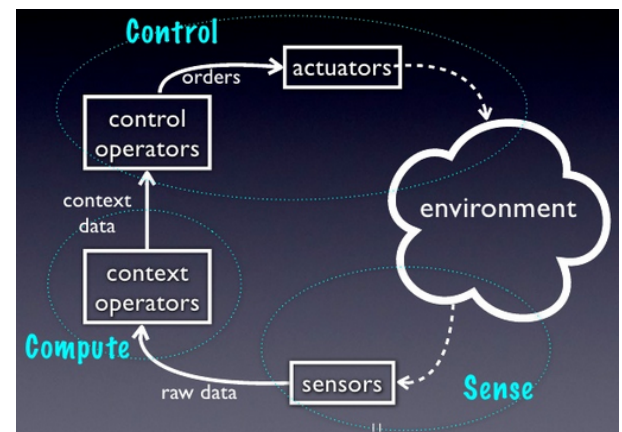 Control
orders
actuators
control
operators
context
data
environment
context
operators
Compute
raw data
sensors
Sense